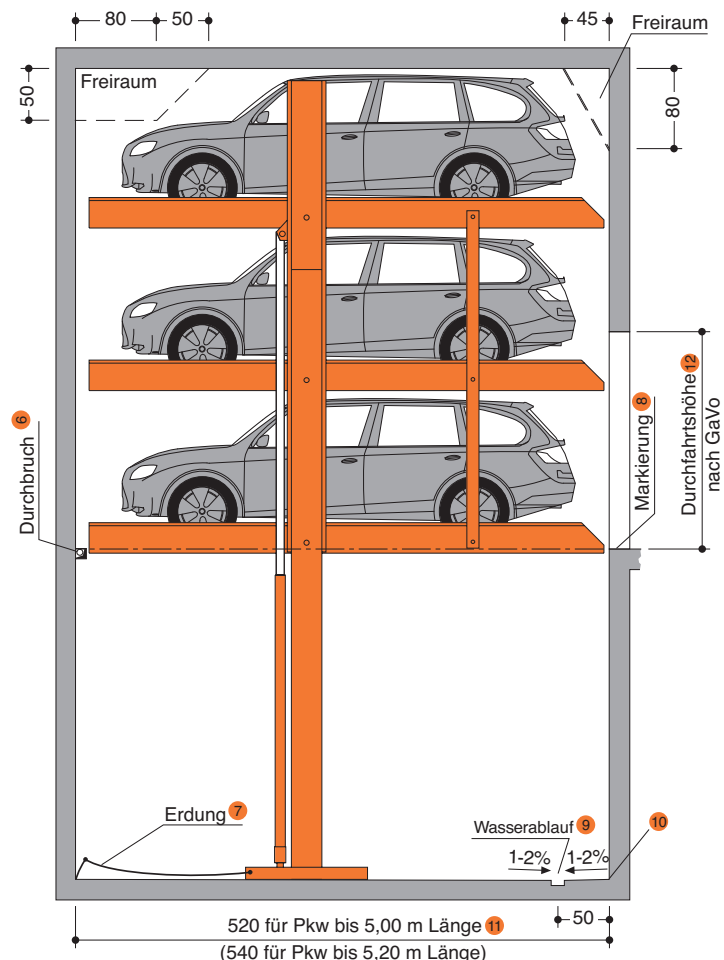 80
50
45
Freiraum
50
Freiraum
80
Durchbruch 6
Markierung 8
Durchfahrtshöhe 12
nach GaVo
Erdung 7
Wasserablauf 9
10
1-2%
1-2%
50
520 für Pkw bis 5,00 m Länge 11
(540 für Pkw bis 5,20 m Länge)